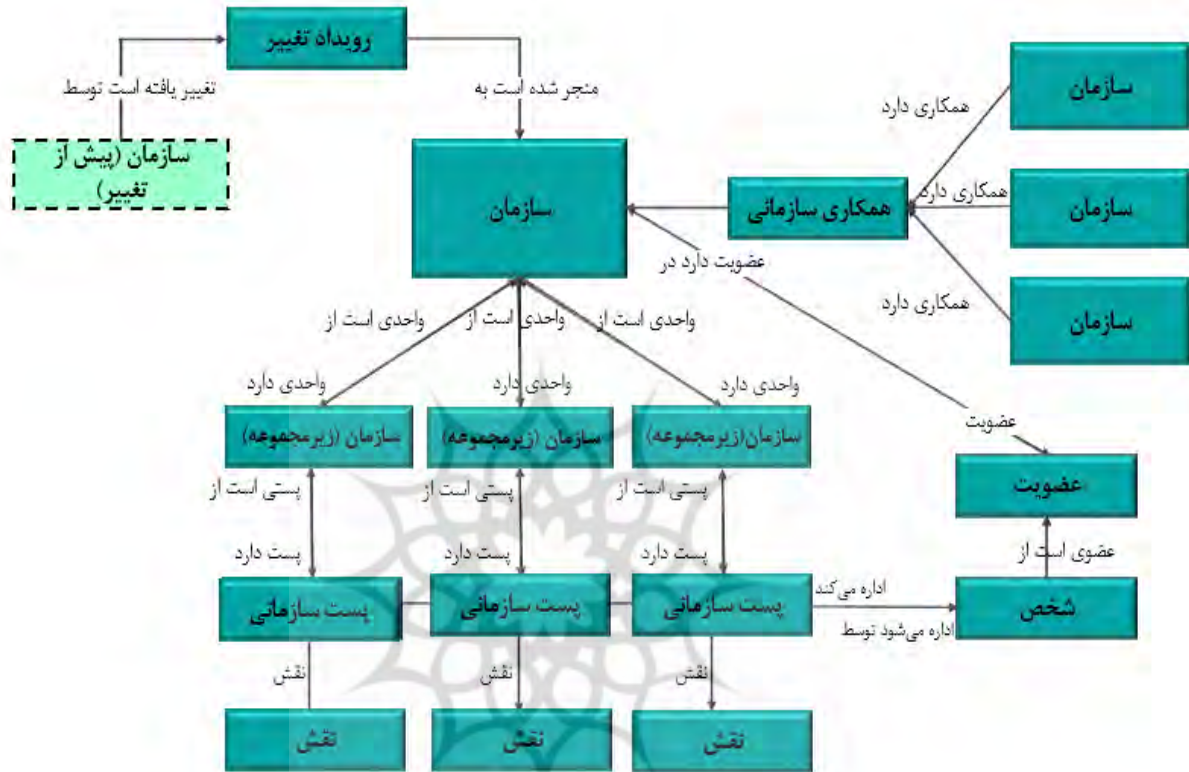 رویداد تغییر
تغییر یافته است توسط
منجر شده است به
سازمان (پیش از
تغییر)
سازمان
همکاری سازمانی
همکاری دارد
همکاری دارد
همکاری دارد
سازمان
سازمان
سازمان
عضویت دارد در
عضویت
واحدی است از
واحدی است از
واحدی است از
واحدی دارد
واحدی دارد
واحدی دارد
سازمان(زیرمجموعه)
سازمان (زیرمجموعه)
سازمان (زیرمجموعه)
عضویت
عضوی است از
شخص
پستی است از
پستی است از
پستی است از
پست دارد
پست دارد
پست دارد
پست سازمانی
پست سازمانی
پست سازمانی
اداره می‌کند
اداره می‌شود توسط
نقش
نقش
نقش
نقش
نقش
نقش